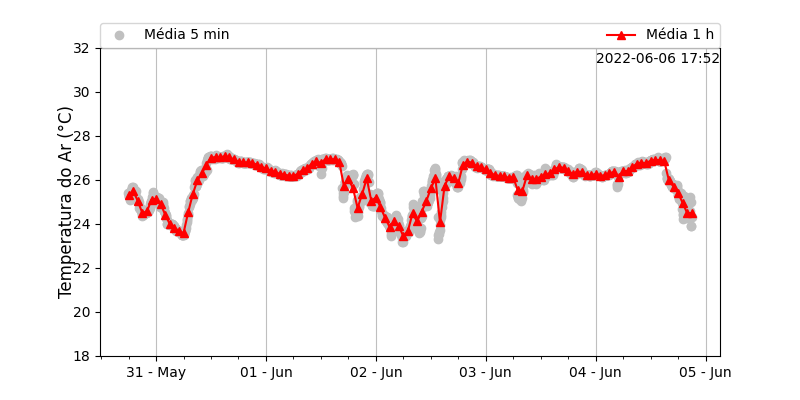 Média 5 min
Média 1 h
2022-06-06 17:52
Temperatura do Ar (°C)
32
30
28
26
24
22
20
18
31 - May
01 - Jun
02 - Jun
03 - Jun
04 - Jun
05 - Jun